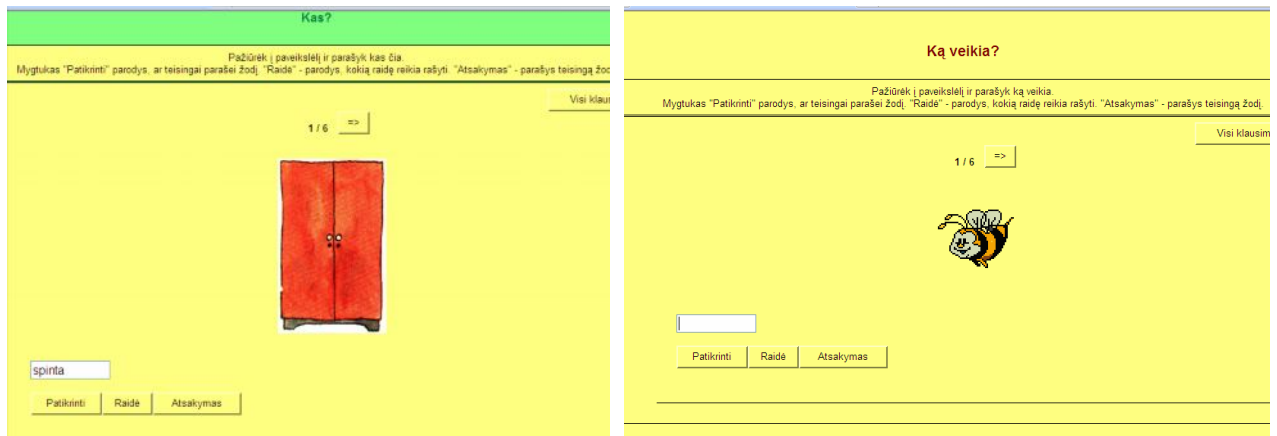 Kas?
Pažiūrėk į paveikslėlį ir parašyk kas čia.
Mygtukas "Patikrinti" parodys, ar teisingai parašei žodį. "Raidė" - parodys, kokią raidę reikia rašyti. "Atsakymas" - parašys teisingą žod
Visi klau
1 / 6 =>
spinta
Patikrinti Raidė Atsakymas
Ką veikia?
Pažiūrėk į paveikslėlį ir parašyk ką veikia.
Mygtukas "Patikrinti" parodys, ar teisingai parašei žodį. "Raidė" - parodys, kokią raidę reikia rašyti. "Atsakymas" - parašys teisingą žodį.
Visi klausim
1 / 6 =>
Patikrinti Raidė Atsakymas